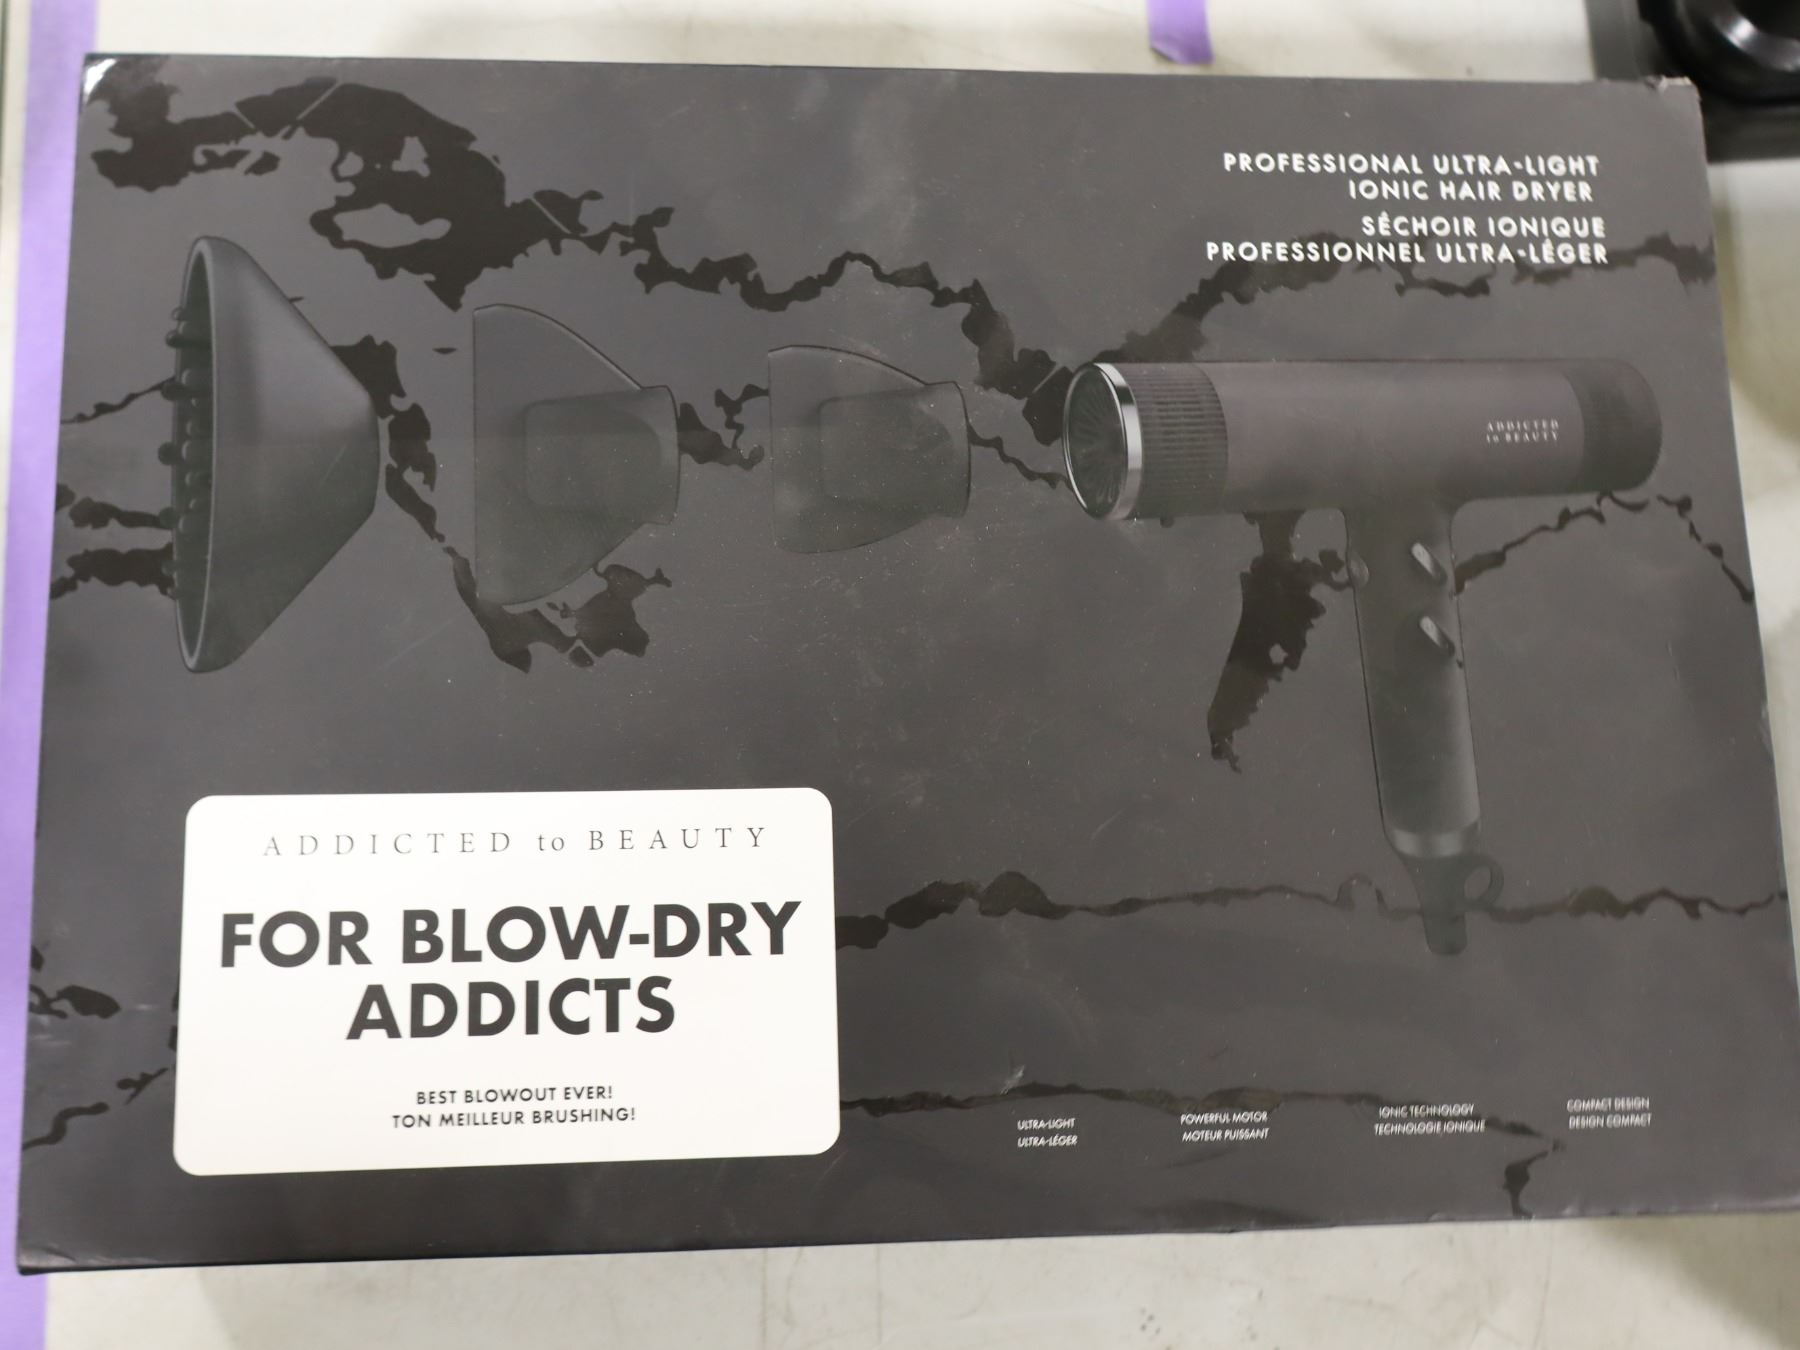 PROFESSIONAL ULTRA-LIGHT
IONIC HAIR DRYER
SÉCHOIR IONIQUE
PROFESSIONNEL ULTRA-LÉGER
ADDICTED
to BEAUTY
ADDICTED to BEAUTY
FOR BLOW-DRY
ADDICTS
BEST BLOWOUT EVER!
TON MEILLEUR BRUSHING!
ULTRA-LIGHT
ULTRA-LÉGER
POWERFUL MOTOR
MOTEUR PUISSANT
IONIC TECHNOLOGY
TECHNOLOGIE IONIQUE
COMPACT DESIGN
DESIGN COMPACT